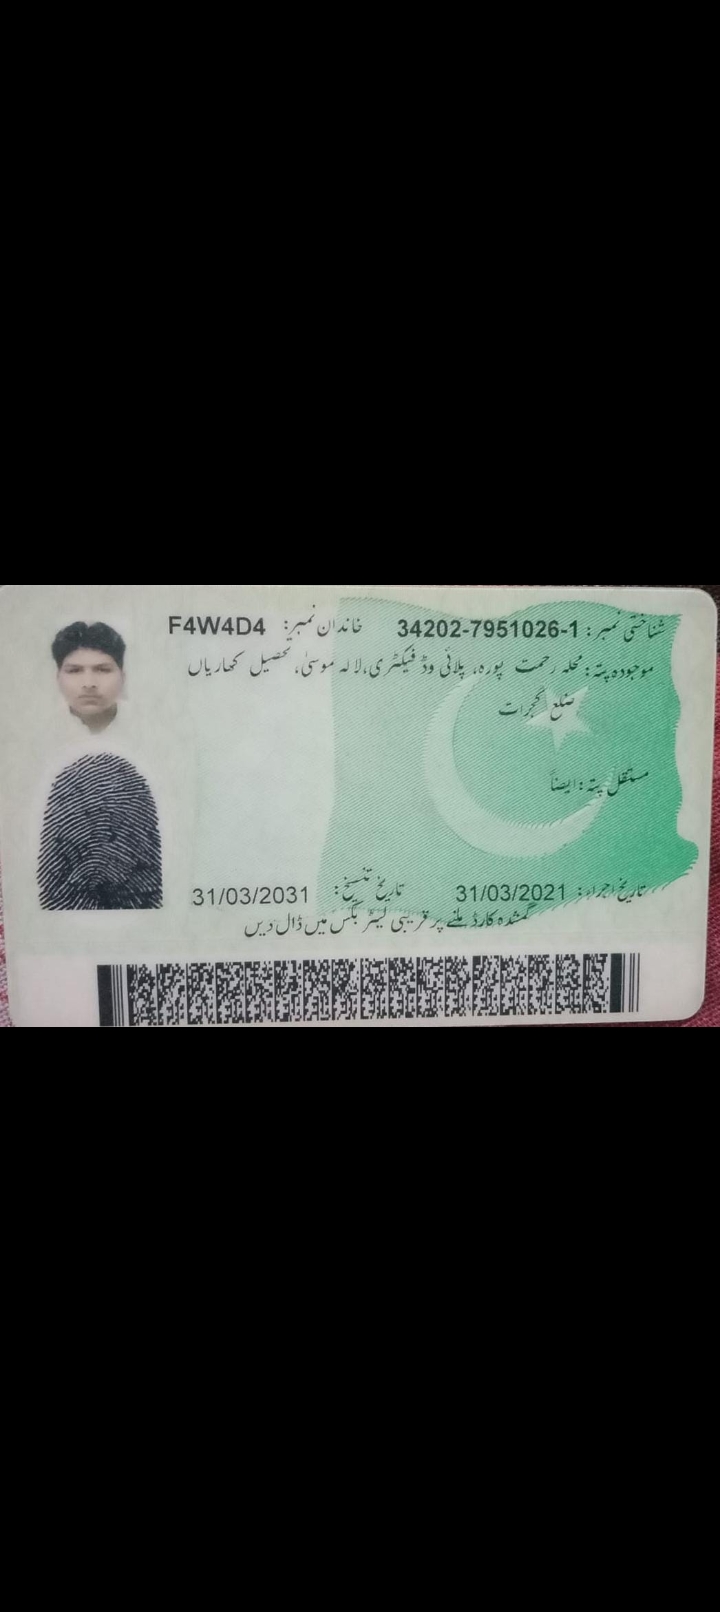 شناختی نمبر: 34202-7951026-1 خاندان نمبر: F4W4D4
موجودہ پتہ: محلہ رحمت پورہ، پلائی وڈ فیکٹری، لالہ موسیٰ، تحصیل کھاریاں
ضلع گجرات
مستقل پتہ: ایضاً
تاریخ اجراء: 31/03/2021 تاریخ تنسیخ: 31/03/2031
گمشدہ کارڈ ملنے پر قریبی لیٹر بکس میں ڈال دیں